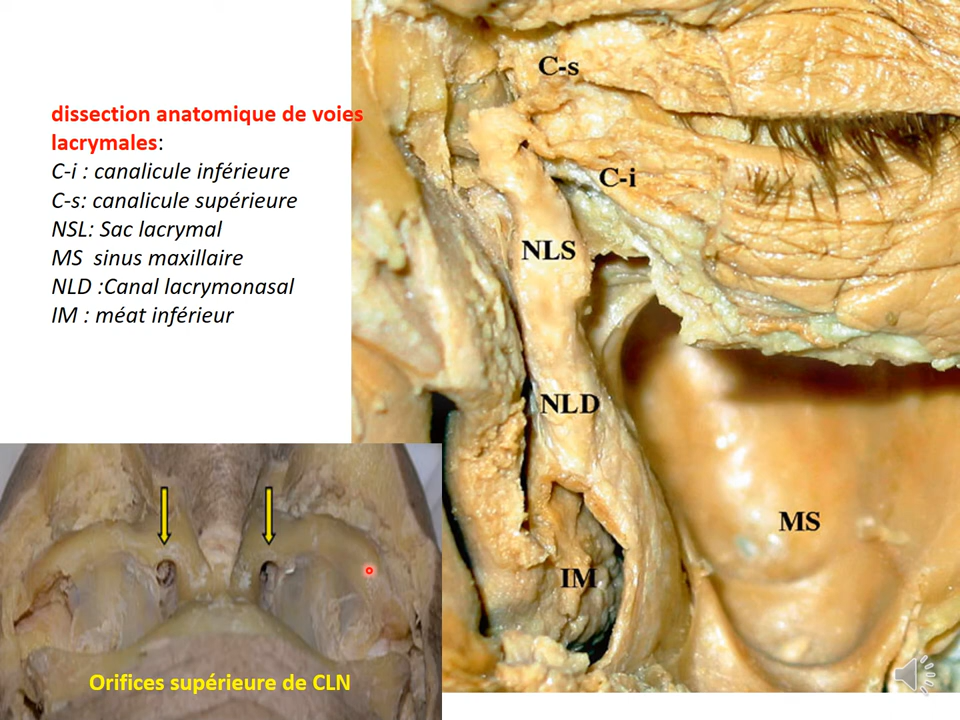 dissection anatomique de voies
lacrymales:
C-i : canalicule inférieure
C-s: canalicule supérieure
NSL: Sac lacrymal
MS  sinus maxillaire
NLD :Canal lacrymonasal
IM : méat inférieur
C-s
C-i
NLS
NLD
MS
IM
Orifices supérieure de CLN